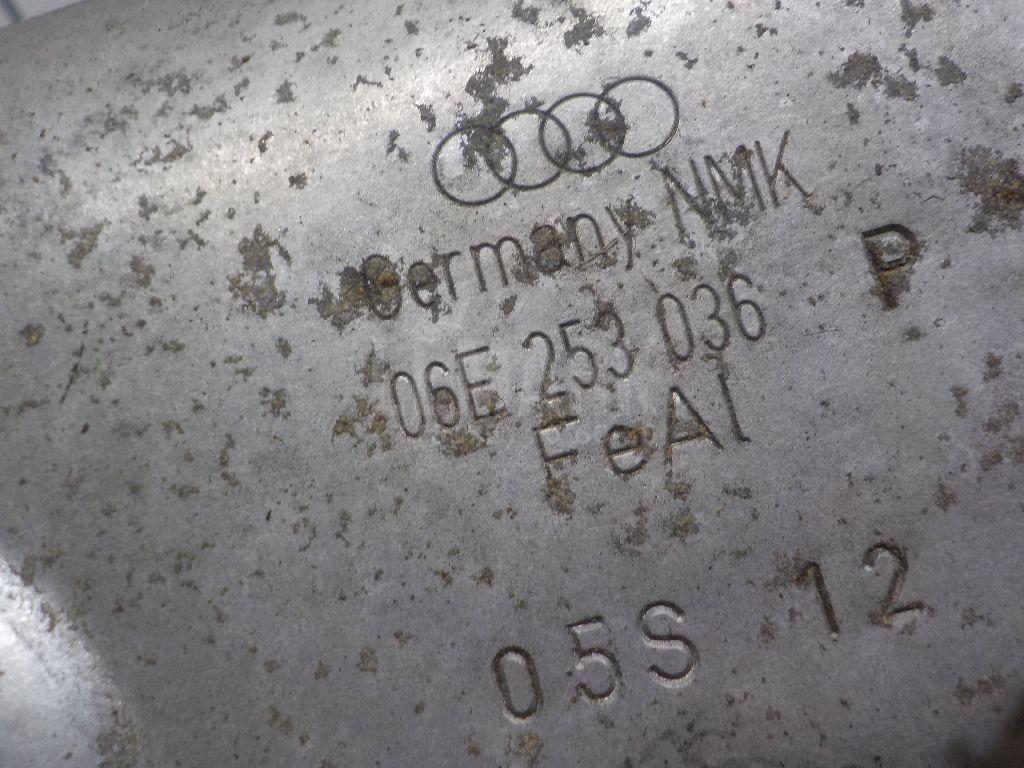 Germany NMK
P
06E 253 036
FeAl
05S 12